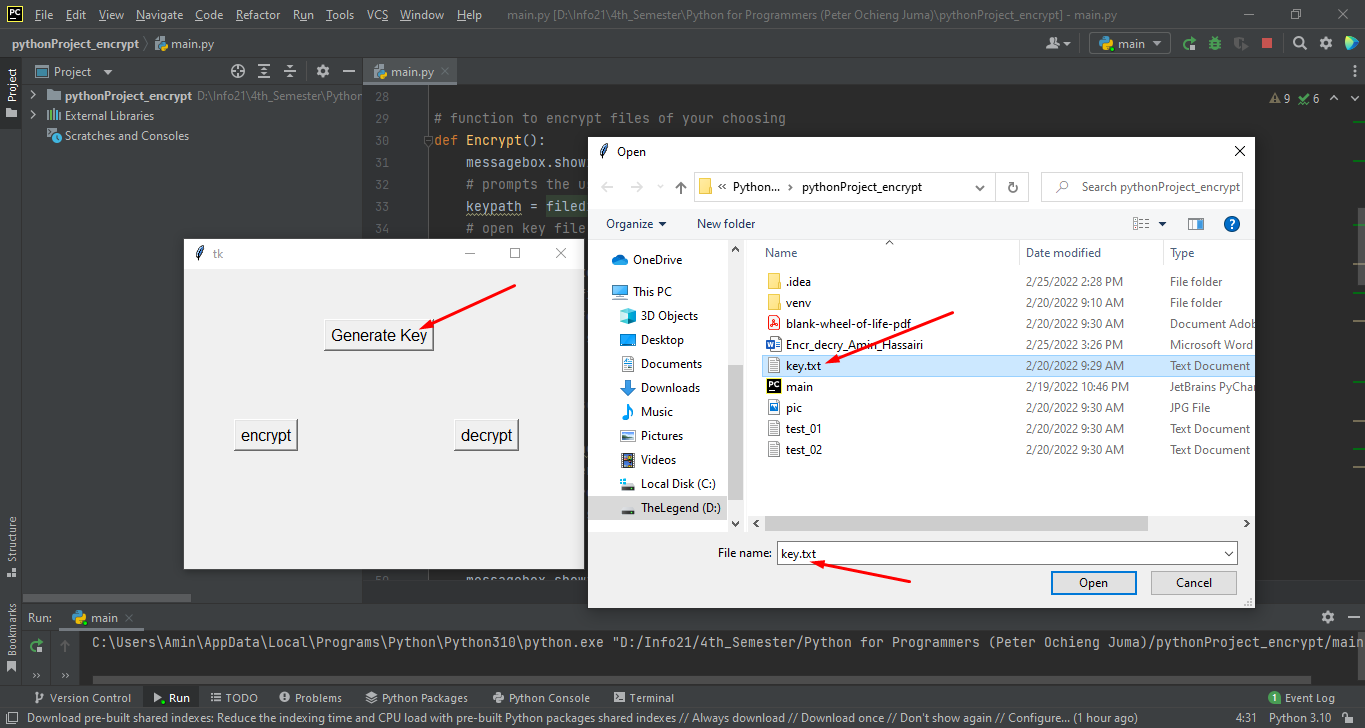 PC File Edit View Navigate Code Refactor Run Tools VCS Window Help main.py [D:\Info21\4th_Semester\Python for Programmers (Peter Ochieng Juma)\pythonProject_encrypt] - main.py
pythonProject_encrypt main.py main
Project
Project main.py
pythonProject_encrypt D:\Info21\4th_Semester\Python
External Libraries
Scratches and Consoles
9 6
28
29 # function to encrypt files of your choosing
30 def Encrypt():
31 messagebox.show
32 # prompts the u
33 keypath = filed
34 # open key file
tk
Generate Key
encrypt decrypt
Open
« Python... › pythonProject_encrypt Search pythonProject_encrypt
Organize New folder
OneDrive
This PC
3D Objects
Desktop
Documents
Downloads
Music
Pictures
Videos
Local Disk (C:)
TheLegend (D:)
Name Date modified Type
.idea 2/25/2022 2:28 PM File folder
venv 2/20/2022 9:10 AM File folder
blank-wheel-of-life-pdf 2/20/2022 9:30 AM Document Adob
Encr_decry_Amin_Hassairi 2/25/2022 3:26 PM Microsoft Word
key.txt 2/20/2022 9:29 AM Text Document
main 2/19/2022 10:46 PM JetBrains PyChar
pic 2/20/2022 9:30 AM JPG File
test_01 2/20/2022 9:30 AM Text Document
test_02 2/20/2022 9:30 AM Text Document
File name: key.txt
Open Cancel
Structure
Bookmarks
Run: main
C:\Users\Amin\AppData\Local\Programs\Python\Python310\python.exe "D:/Info21/4th_Semester/Python for Programmers (Peter Ochieng Juma)/pythonProject_encrypt/main
Version Control Run TODO Problems Python Packages Python Console Terminal 1 Event Log
Download pre-built shared indexes: Reduce the indexing time and CPU load with pre-built Python packages shared indexes // Always download // Download once // Don't show again // Configure... (1 hour ago) 4:31 Python 3.10